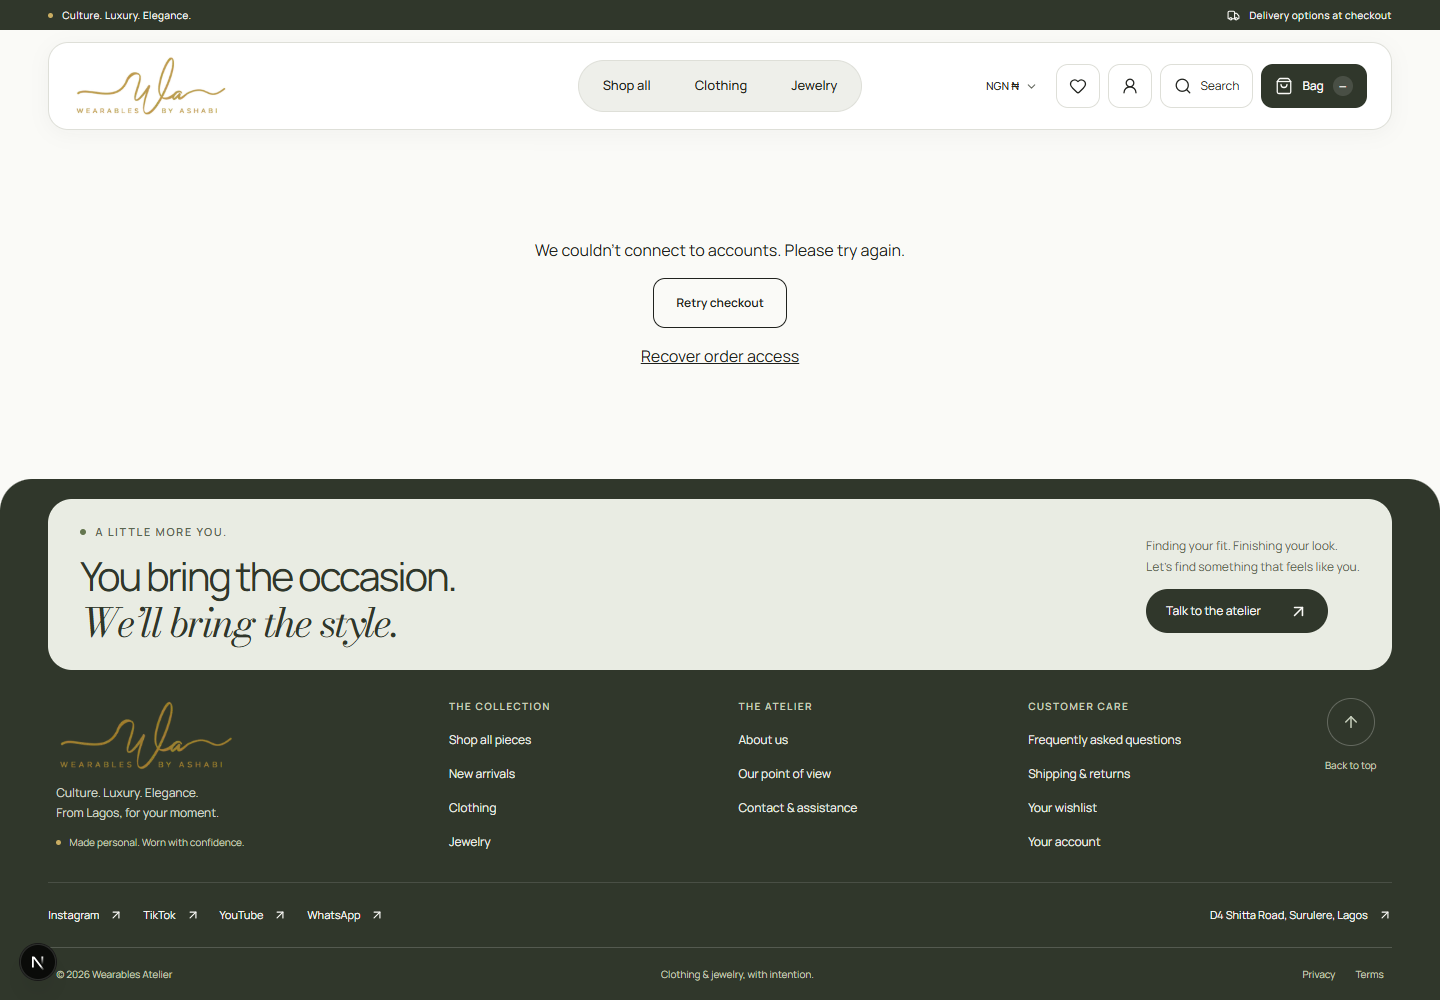 Culture. Luxury. Elegance.
Delivery options at checkout
Wa
WEARABLES BY ASHABI
Shop all
Clothing
Jewelry
NGN ₦
Search
Bag
–
We couldn't connect to accounts. Please try again.
Retry checkout
Recover order access
A LITTLE MORE YOU.
You bring the occasion.
We'll bring the style.
Finding your fit. Finishing your look.
Let's find something that feels like you.
Talk to the atelier
Wa
WEARABLES BY ASHABI
Culture. Luxury. Elegance.
From Lagos, for your moment.
Made personal. Worn with confidence.
THE COLLECTION
Shop all pieces
New arrivals
Clothing
Jewelry
THE ATELIER
About us
Our point of view
Contact & assistance
CUSTOMER CARE
Frequently asked questions
Shipping & returns
Your wishlist
Your account
Back to top
Instagram
TikTok
YouTube
WhatsApp
D4 Shitta Road, Surulere, Lagos
N
© 2026 Wearables Atelier
Clothing & jewelry, with intention.
Privacy
Terms